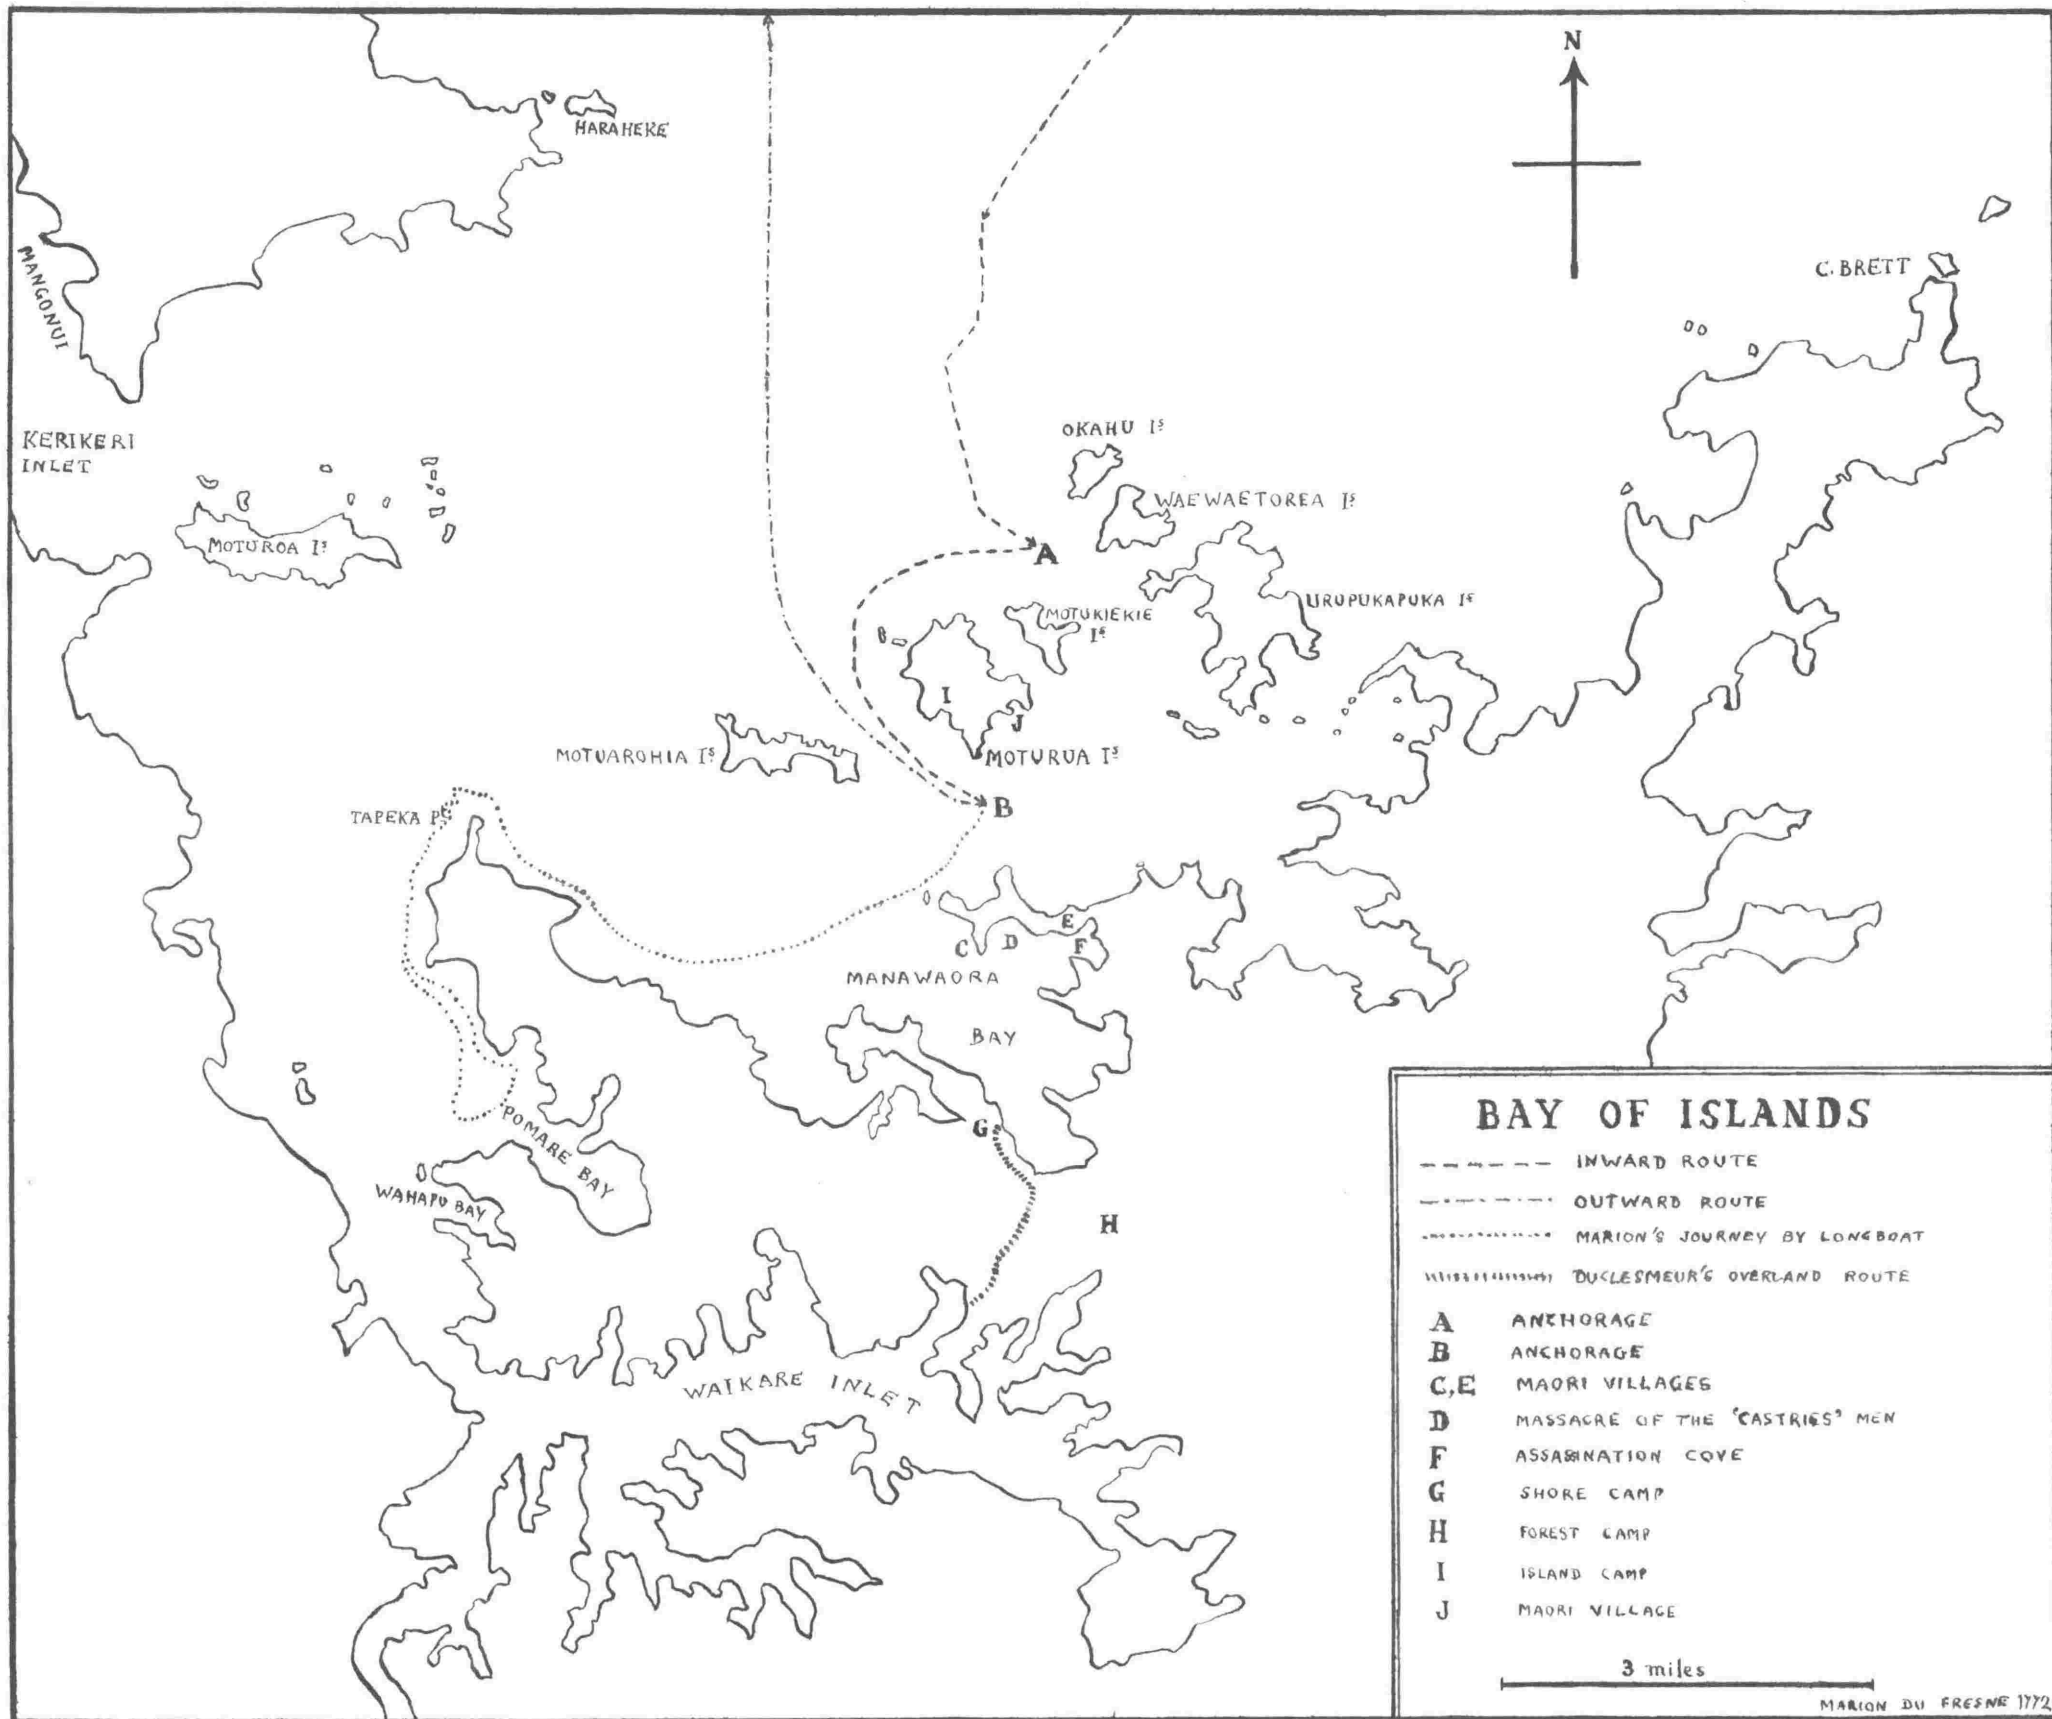 N
HARAHEKE
C. BRETT
MANGONUI
KERIKERI
INLET
OKAHU Is
WAEWAETOREA Is
MOTUROA Is
A
URUPUKAPUKA Is
MOTUKIEKIE
Is
I
J
MOTUAROHIA Is
MOTURUA Is
B
TAPEKA Pt
E
C
D
F
MANAWAORA
BAY
G
POMARE BAY
WAHAPU BAY
H
WAIKARE INLET
BAY OF ISLANDS
INWARD ROUTE
OUTWARD ROUTE
MARION'S JOURNEY BY LONGBOAT
DUCLESMEUR'S OVERLAND ROUTE
A ANCHORAGE
B ANCHORAGE
C,E MAORI VILLAGES
D MASSACRE OF THE 'CASTRIES' MEN
F ASSASSINATION COVE
G SHORE CAMP
H FOREST CAMP
I ISLAND CAMP
J MAORI VILLAGE
3 miles
MARION DU FRESNE 1772